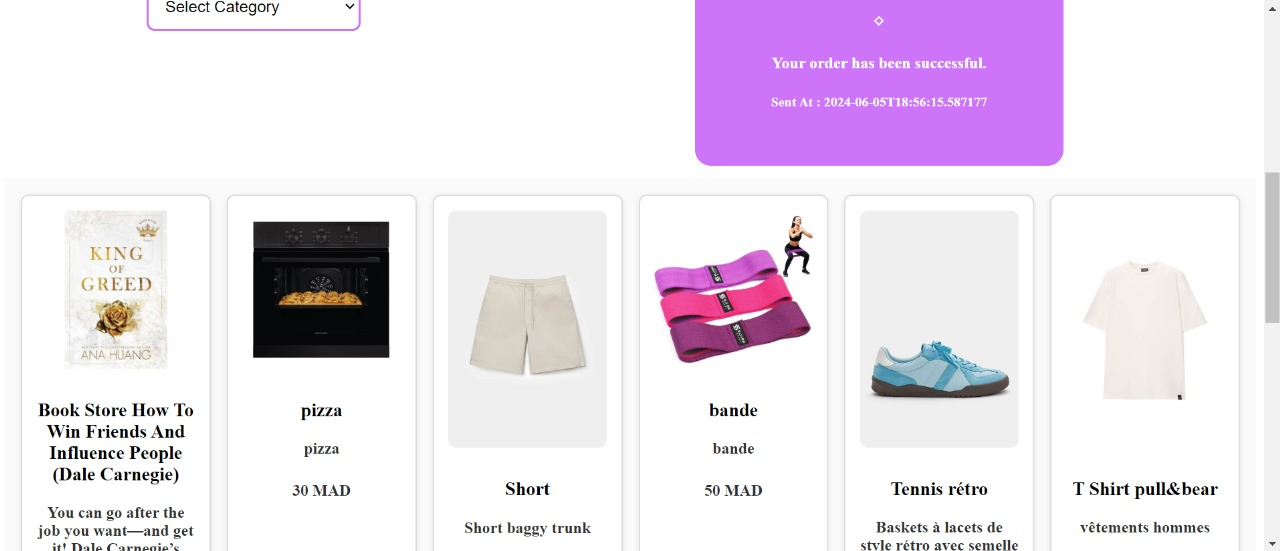 Select Category
Your order has been successful.
Sent At : 2024-06-05T18:56:15.587177
KING
OF
GREED
ANA HUANG
Book Store How To
Win Friends And
Influence People
(Dale Carnegie)
You can go after the
job you want—and get
it! Dale Carnegie's
pizza
pizza
30 MAD
Short
Short baggy trunk
bande
bande
50 MAD
Tennis rétro
Baskets à lacets de
style rétro avec semelle
T Shirt pull&bear
vêtements hommes